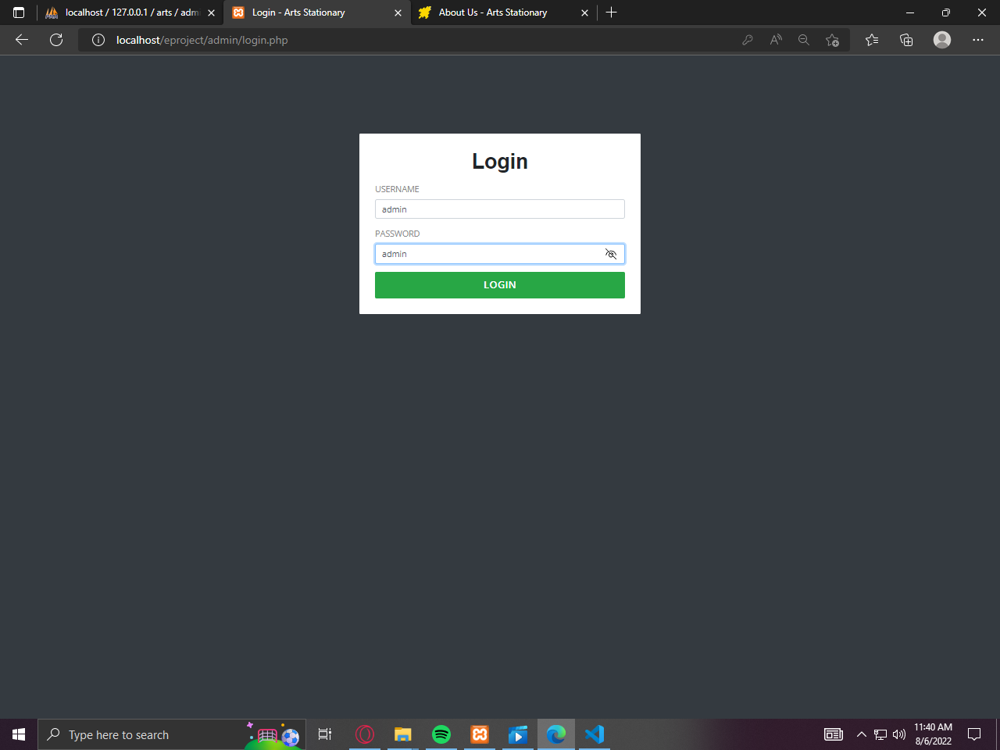 localhost / 127.0.0.1 / arts / adm
Login - Arts Stationary
About Us - Arts Stationary
localhost/eproject/admin/login.php
Login
USERNAME
admin
PASSWORD
admin
LOGIN
Type here to search
11:40 AM
8/6/2022